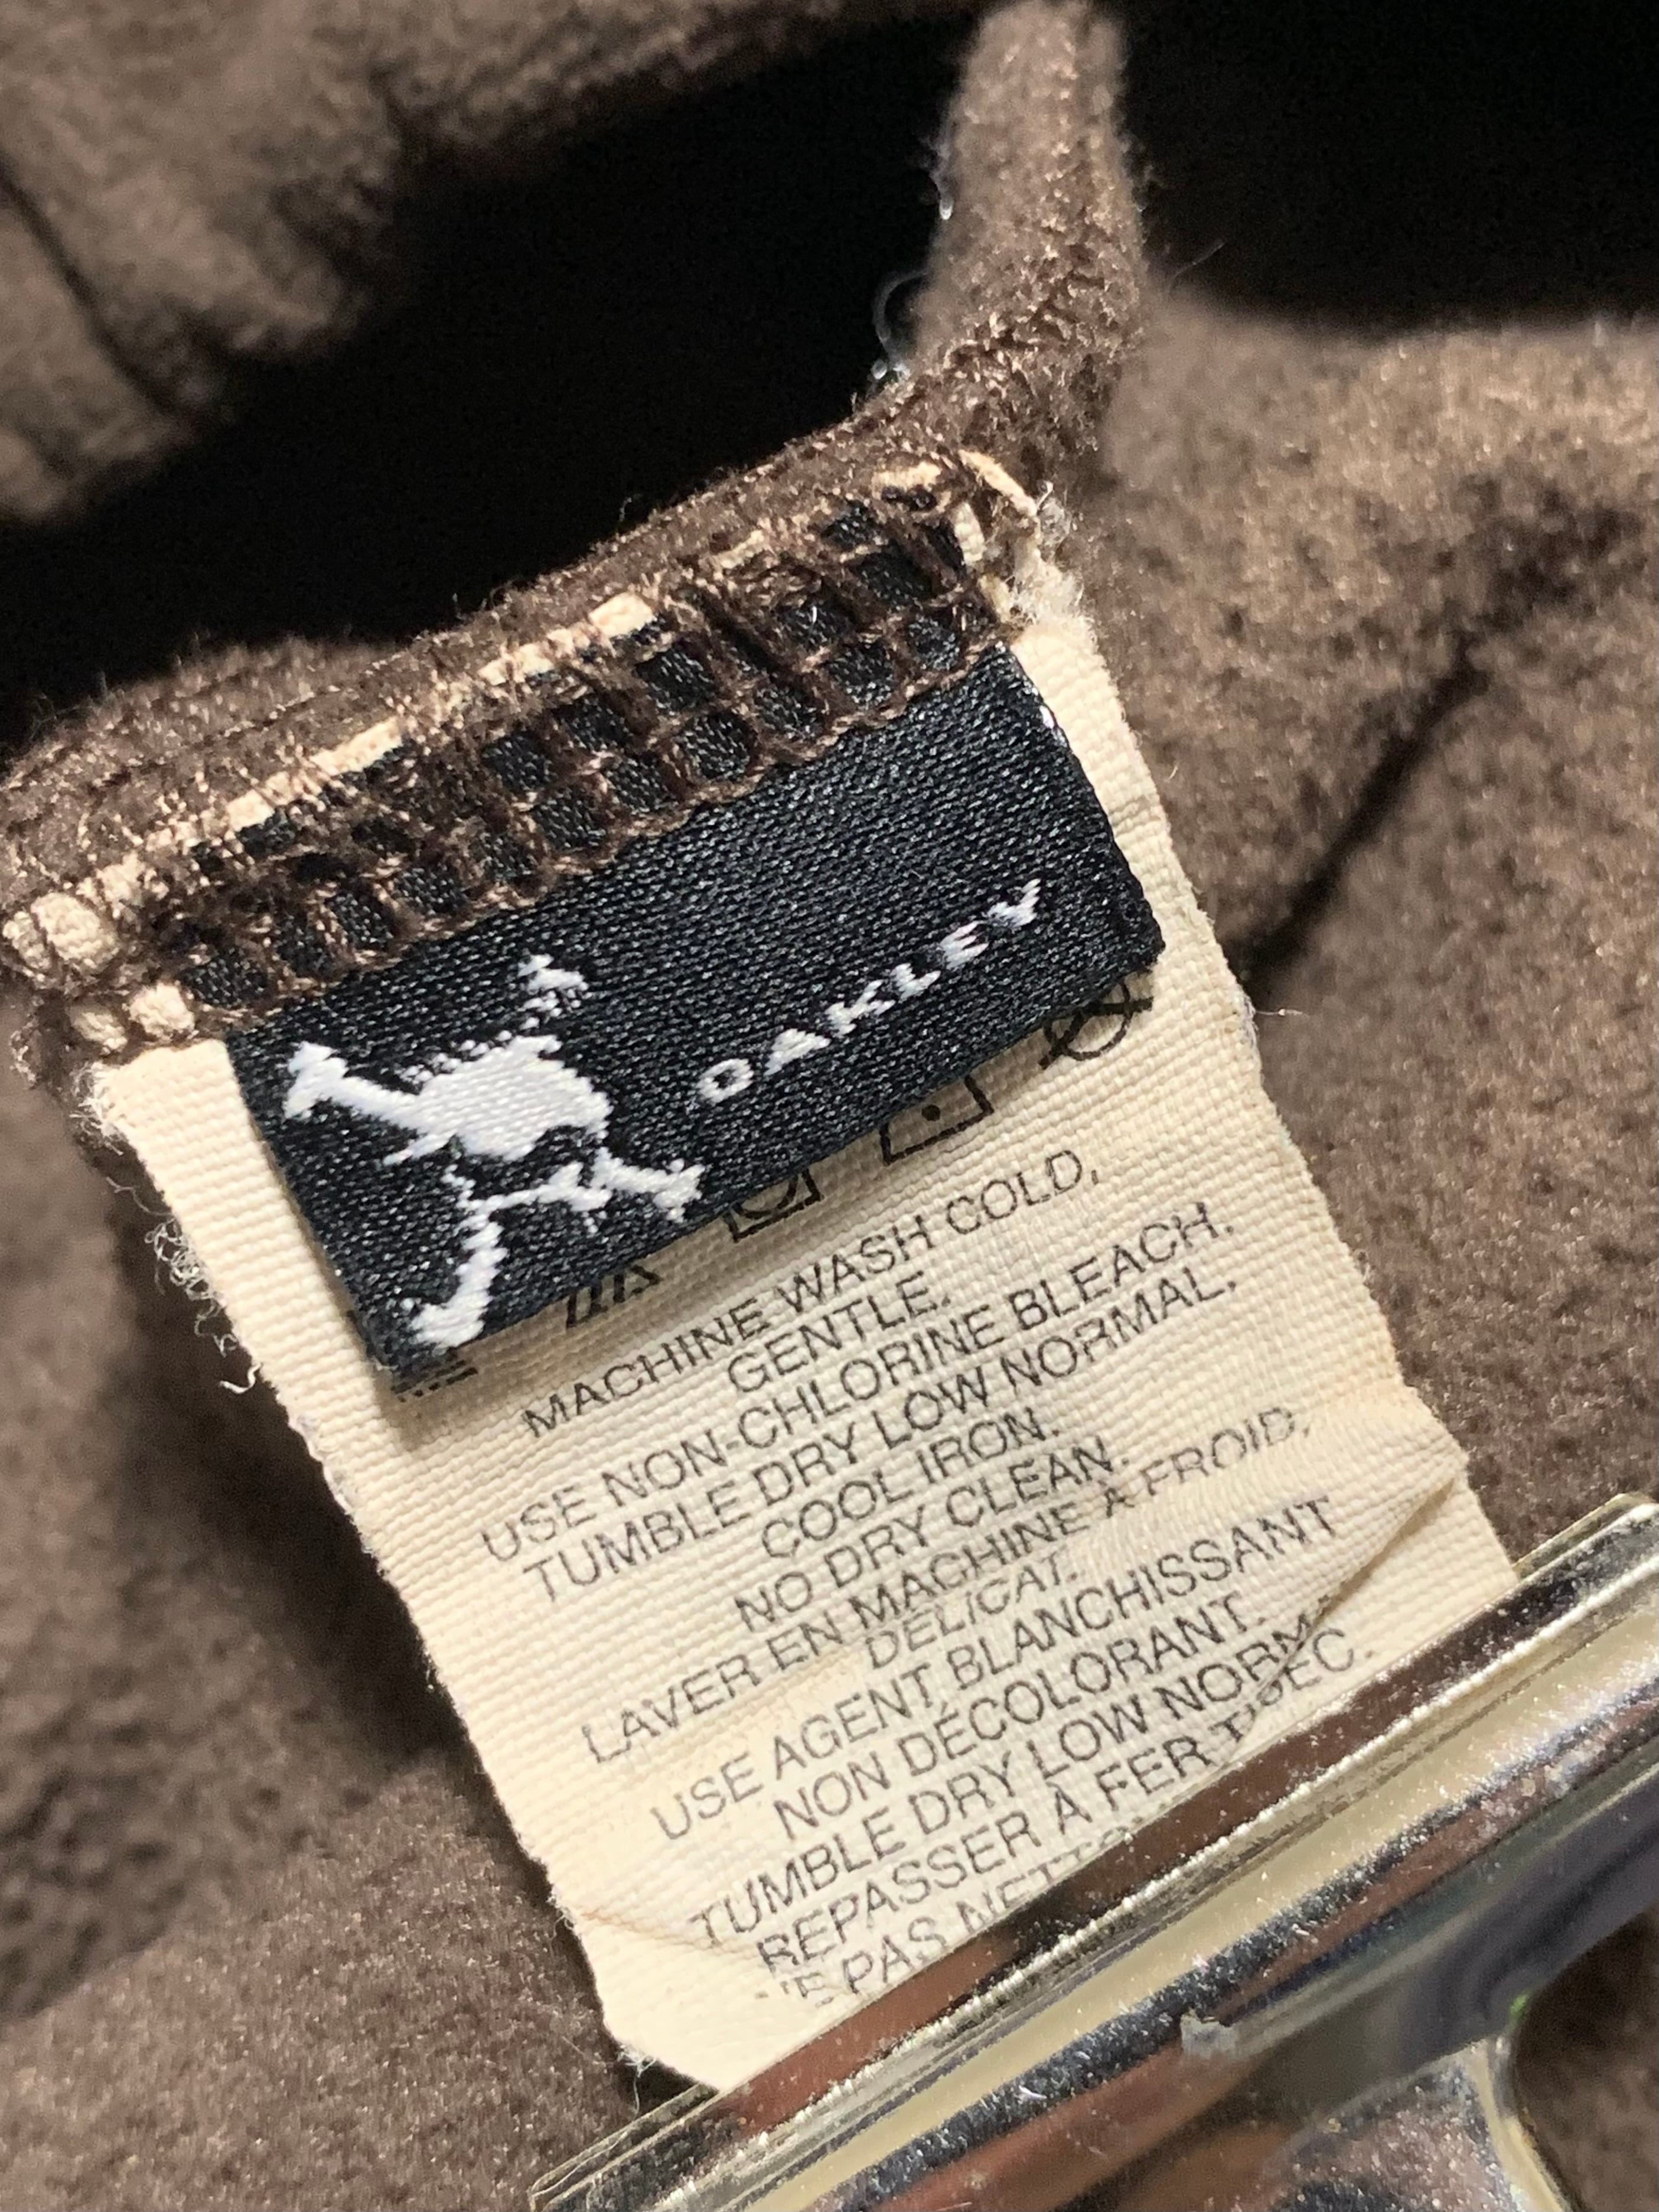 OAKLEY
MACHINE WASH COLD,
GENTLE.
USE NON-CHLORINE BLEACH.
TUMBLE DRY LOW NORMAL.
COOL IRON.
NO DRY CLEAN.
LAVER EN MACHINE A FROID,
DÉLICAT.
USE AGENT BLANCHISSANT
NON DÉCOLORANT.
TUMBLE DRY LOW
REPASSER À FER
PAS